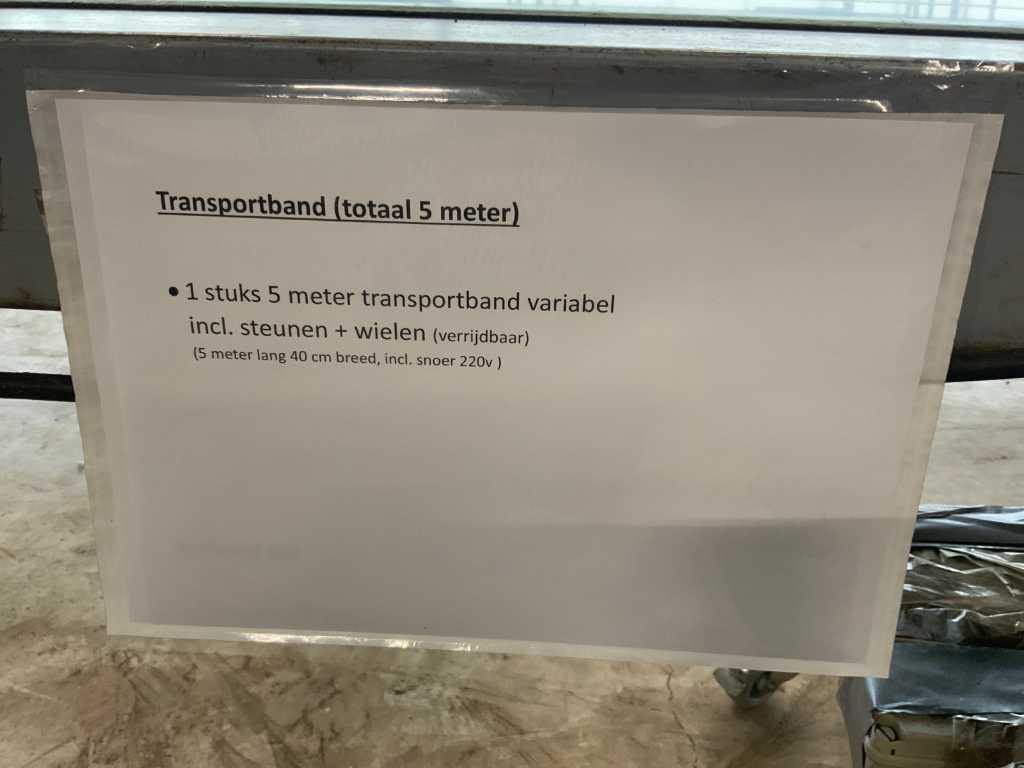 Transportband (totaal 5 meter)
• 1 stuks 5 meter transportband variabel
incl. steunen + wielen (verrijdbaar)
(5 meter lang 40 cm breed, incl. snoer 220v )